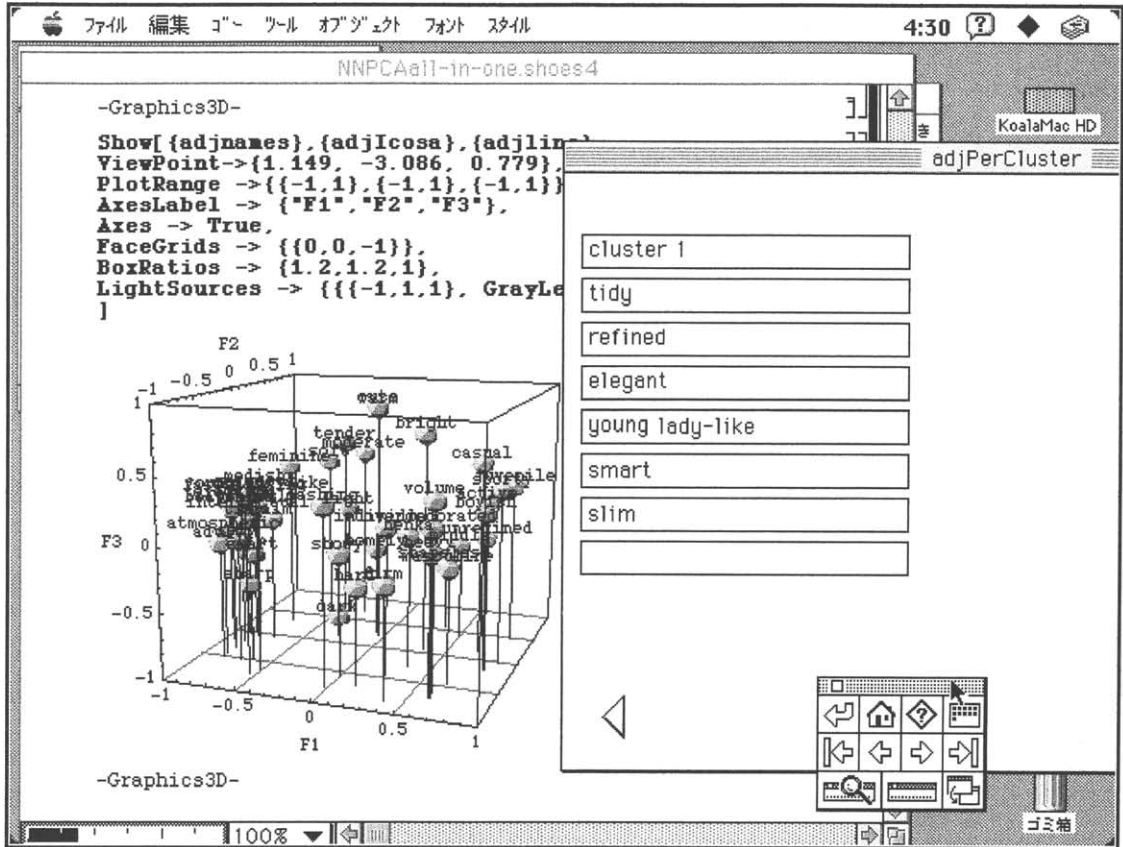 ファイル 編集 ゴー ツール オブジェクト フォント スタイル 4:30
NNPCAall-in-one.shoes4
KoalaMac HD
-Graphics3D-
Show[{adjnames},{adjIcosa},{adjline
ViewPoint->{1.149, -3.086, 0.779},
PlotRange ->{{-1,1},{-1,1},{-1,1}}
AxesLabel -> {"F1","F2","F3"},
Axes -> True,
FaceGrids -> {{0,0,-1}},
BoxRatios -> {1.2,1.2,1},
LightSources -> {{{-1,1,1}, GrayLe
]
adjPerCluster
cluster 1
tidy
refined
elegant
young lady-like
smart
slim
F2
-1 -0.5 0 0.5 1
1
0.5
F3 0
-0.5
-1
bright
tender
moderate
feminine
casual
juvenile
sporty
volume
active
boyish
light
decorated
unrefined
atmospheric
homely
sharp
hard
firm
dark
-1
-0.5
0
0.5
1
F1
-Graphics3D-
100%
ゴミ箱